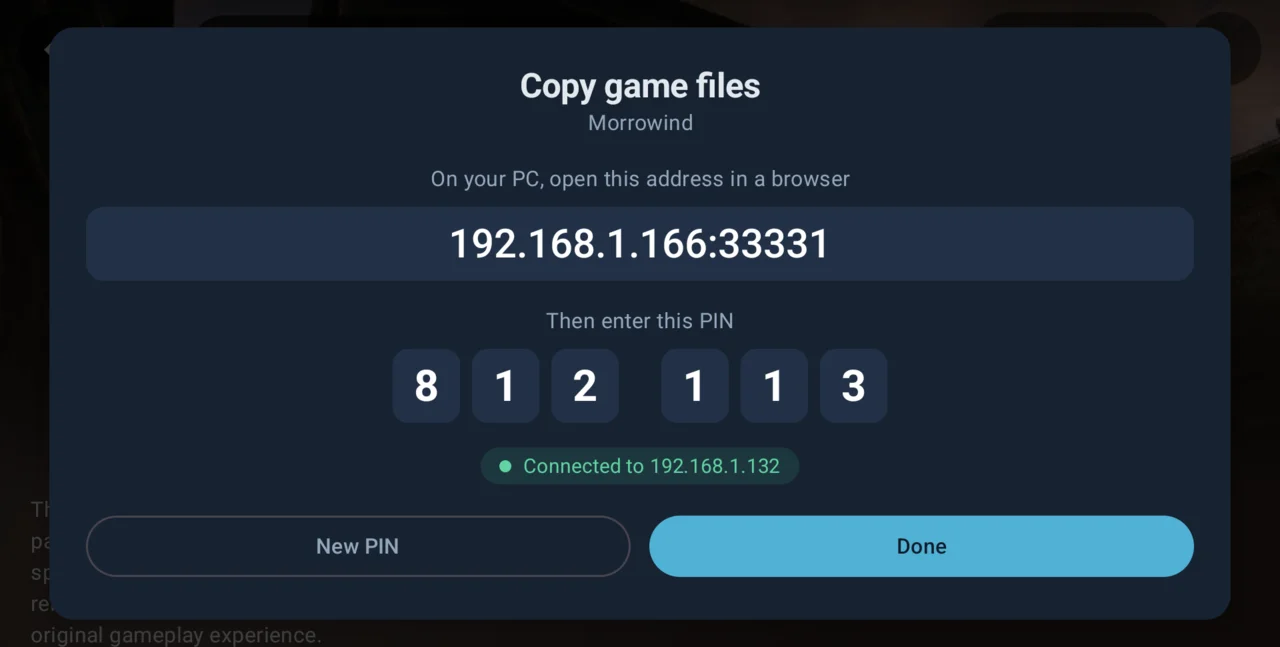 Copy game files
Morrowind
On your PC, open this address in a browser
192.168.1.166:33331
Then enter this PIN
8 1 2 1 1 3
Connected to 192.168.1.132
New PIN
Done
original gameplay experience.